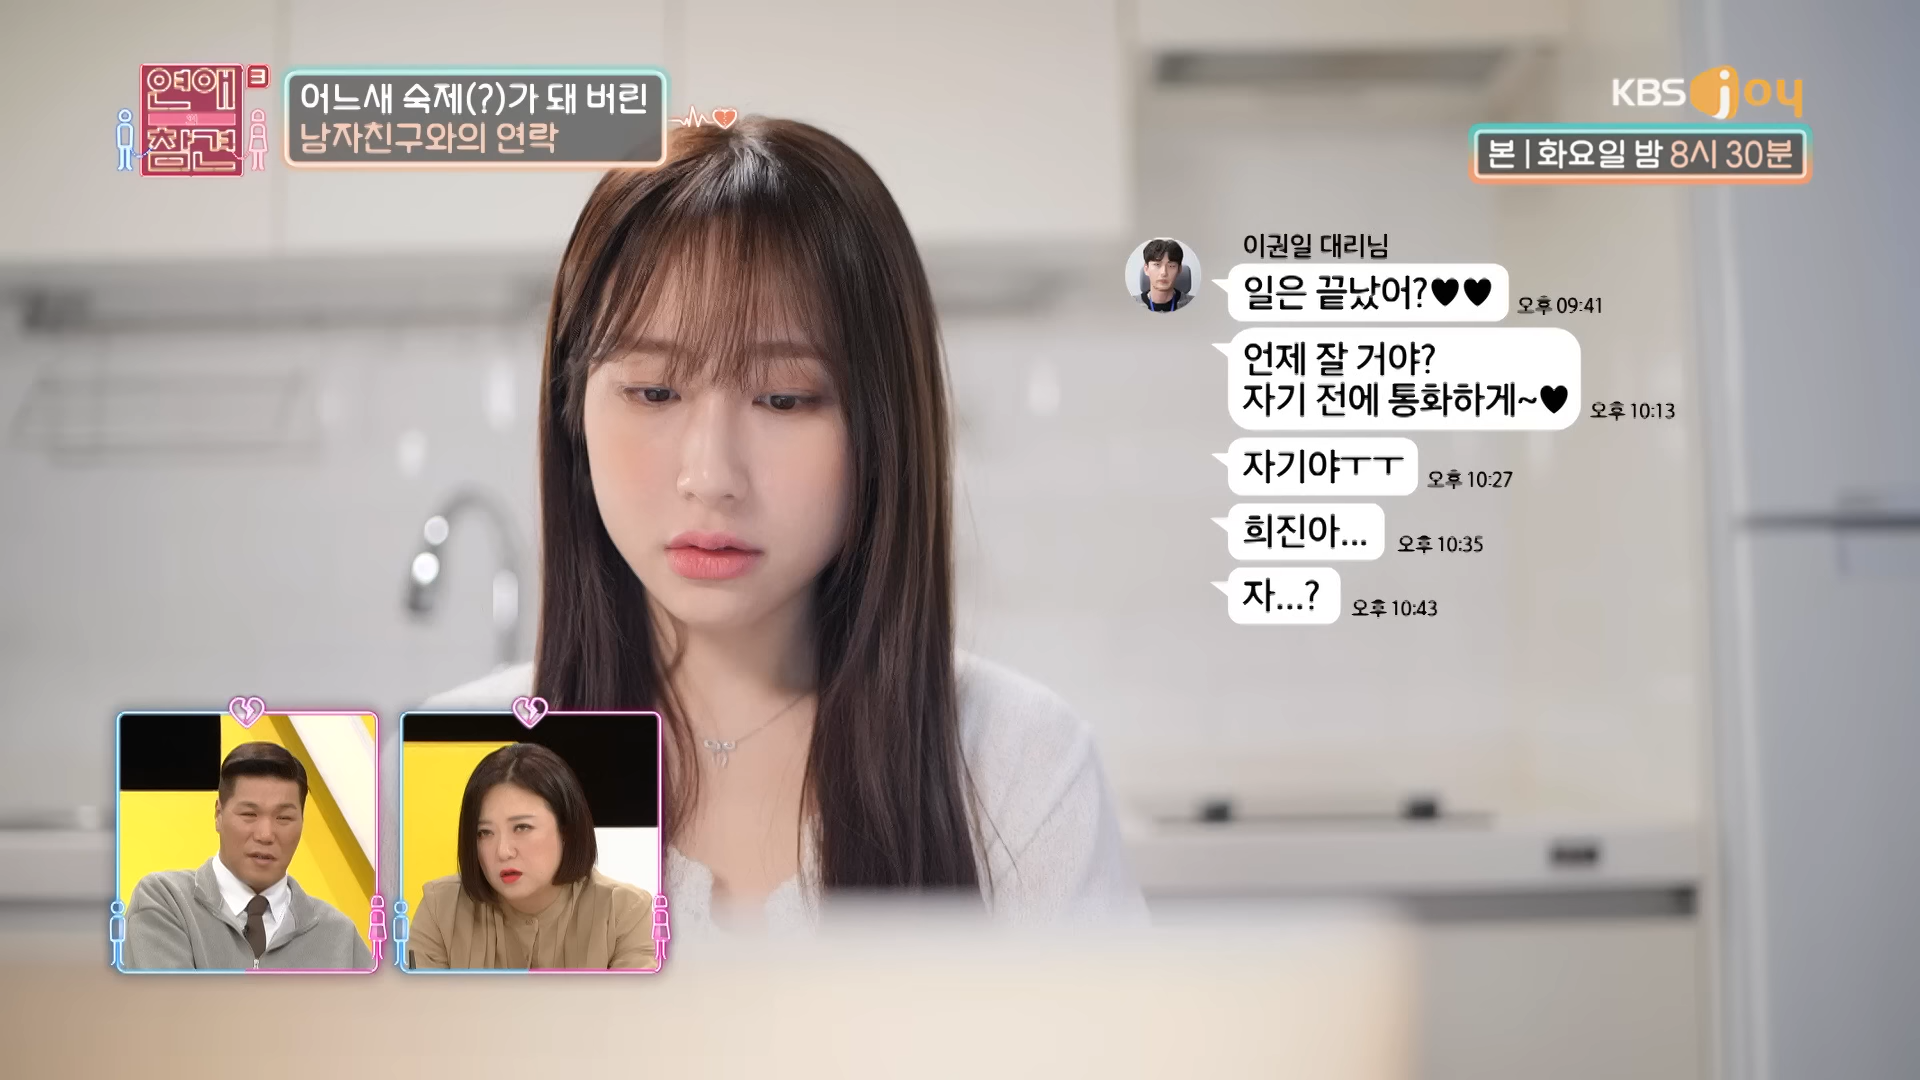 연애의 참견 3
어느새 숙제(?)가 돼 버린
남자친구와의 연락
KBS joy
본 | 화요일 밤 8시 30분
이권일 대리님
일은 끝났어?♥♥ 오후 09:41
언제 잘 거야?
자기 전에 통화하게~♥ 오후 10:13
자기야ㅜㅜ 오후 10:27
희진아... 오후 10:35
자...? 오후 10:43